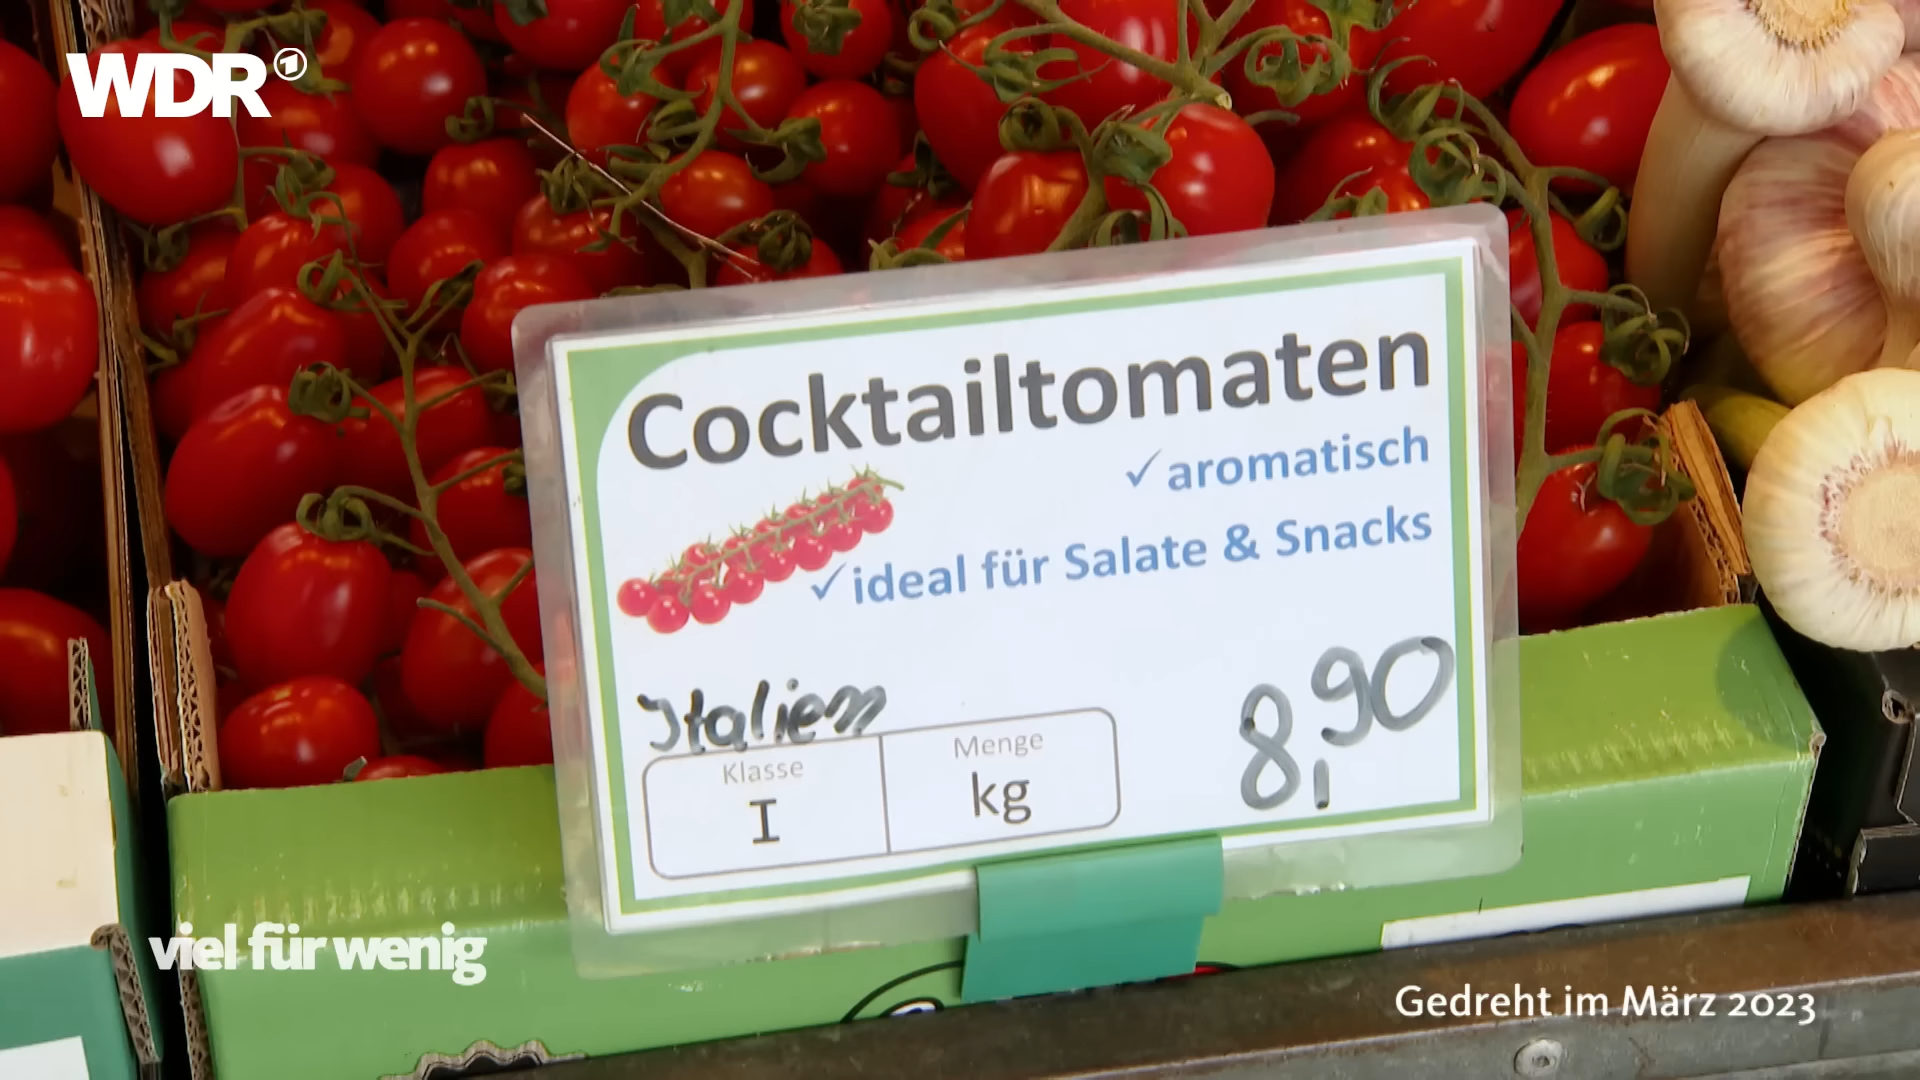 WDR
Cocktailtomaten
✓ aromatisch
✓ ideal für Salate & Snacks
Italien
8,90
Klasse
Menge
I
kg
viel für wenig
Gedreht im März 2023